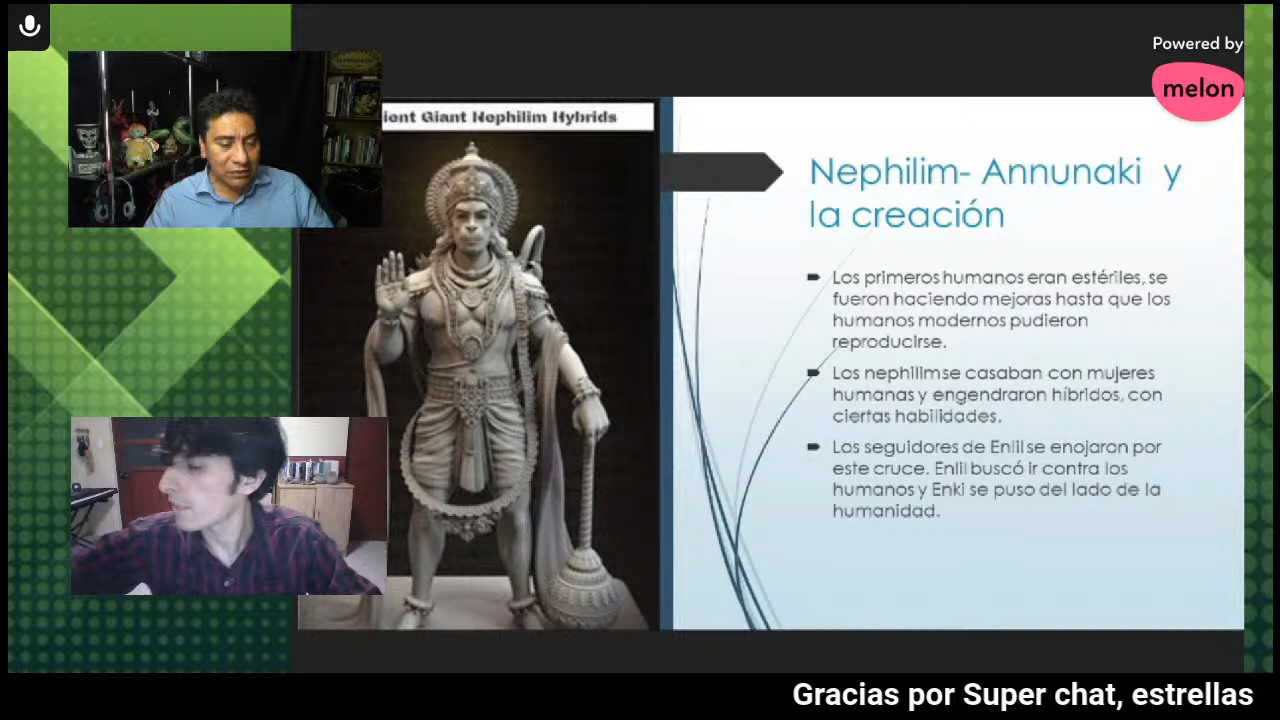 Powered by
melon
ient Giant Nephilim Hybrids
Nephilim- Annunaki y
la creación
Los primeros humanos eran estériles, se
fueron haciendo mejoras hasta que los
humanos modernos pudieron
reproducirse.
Los nephilim se casaban con mujeres
humanas y engendraron híbridos, con
ciertas habilidades.
Los seguidores de Enlil se enojaron por
este cruce. Enlil buscó ir contra los
humanos y Enki se puso del lado de la
humanidad.
Gracias por Super chat, estrellas